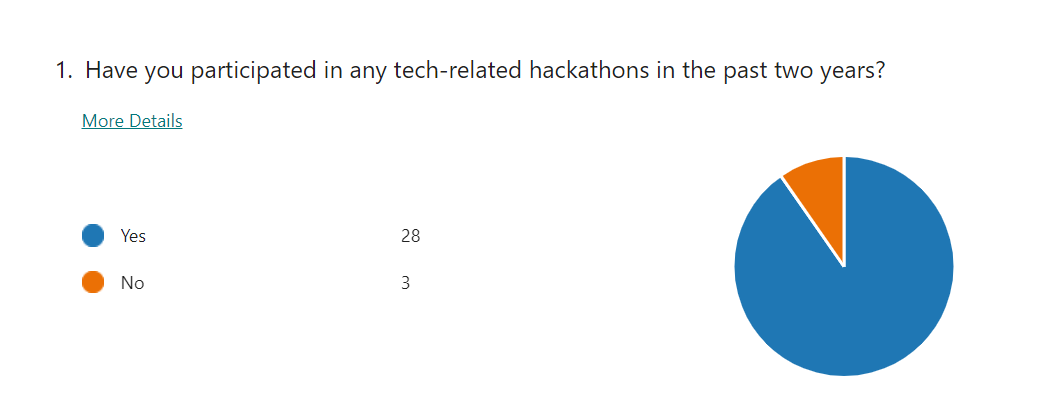 1. Have you participated in any tech-related hackathons in the past two years?
More Details
Yes 28
No 3